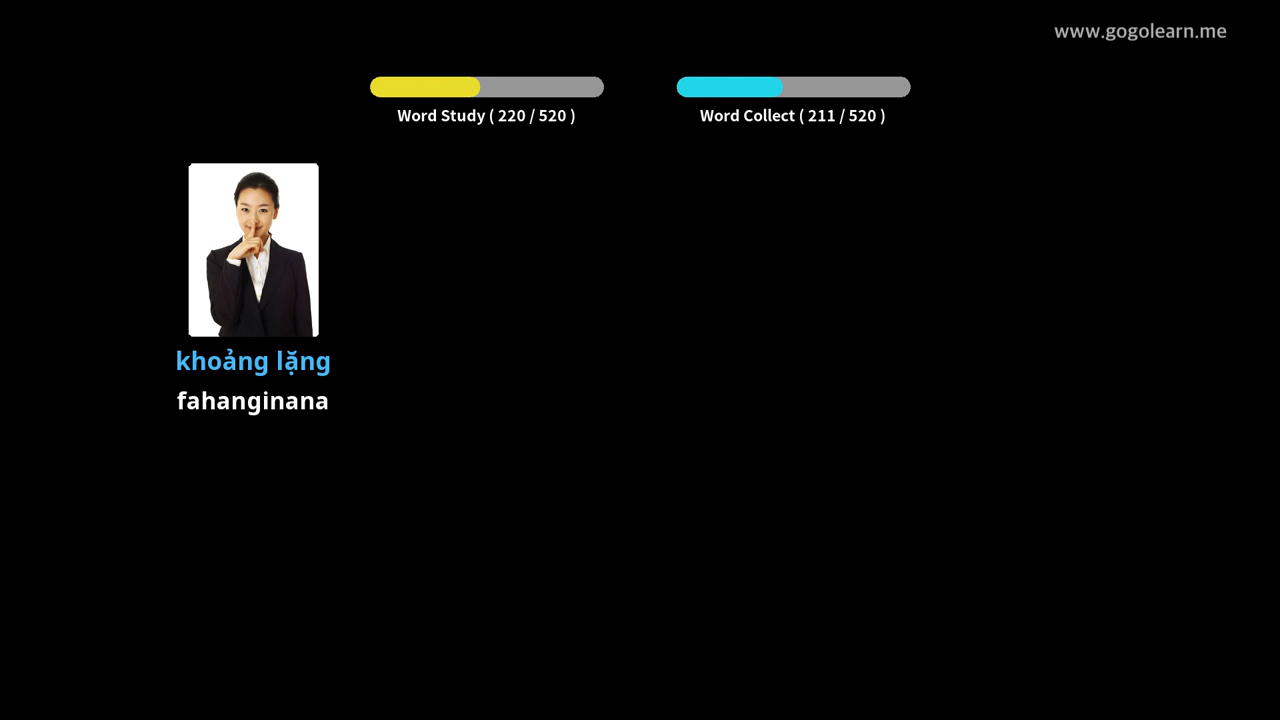 www.gogolearn.me
Word Study ( 220 / 520 )
Word Collect ( 211 / 520 )
khoảng lặng
fahanginana